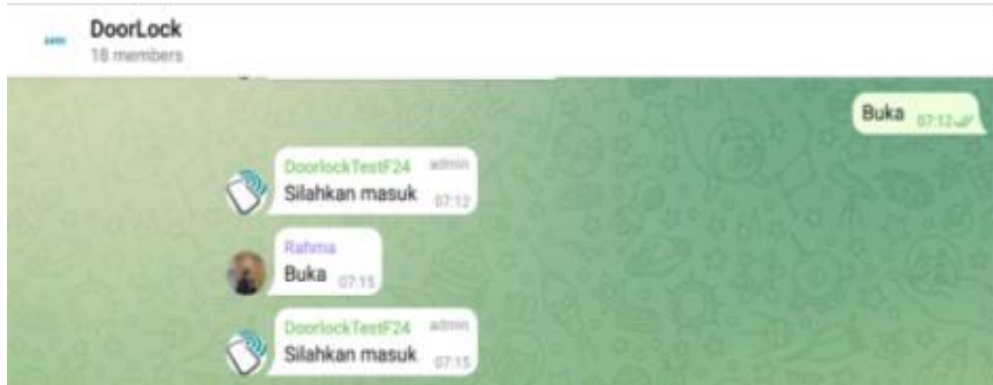 DoorLock
18 members
Buka 07:12
DoorlockTestF24 admin
Silahkan masuk 07:12
Rahma
Buka 07:15
DoorlockTestF24 admin
Silahkan masuk 07:15